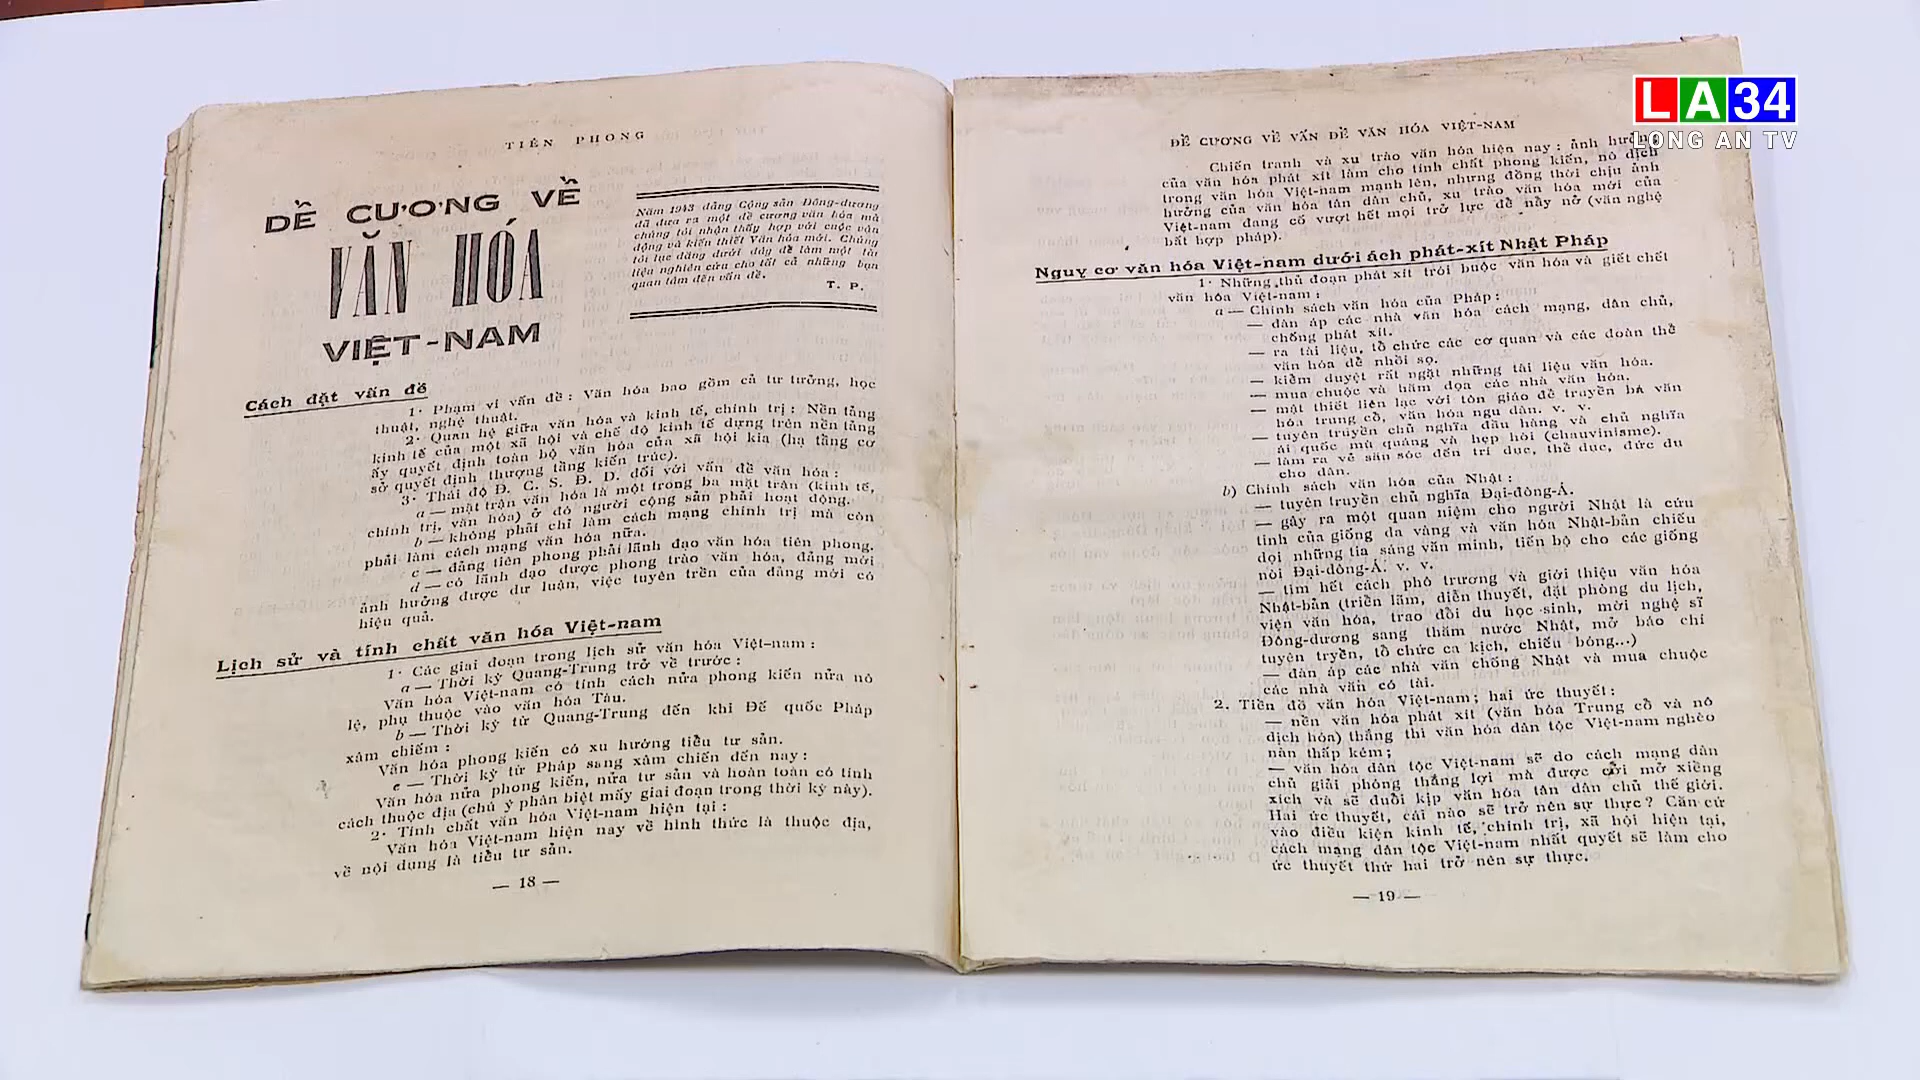 TIÊN PHONG
ĐỀ CƯƠNG VỀ
VĂN HÓA
VIỆT-NAM
Năm 1943 đảng Cộng sản Đông-dương
đã đưa ra một đề cương văn hóa mà
chúng tôi nhận thấy hợp với cuộc vận
động và kiến thiết Văn hóa mới. Chúng
tôi lục đăng dưới đây để làm một tài
liệu nghiên cứu cho tất cả những bạn
quan tâm đến vấn đề.
T. P.
Cách đặt vấn đề
1· Phạm vi vấn đề : Văn hóa bao gồm cả tư tưởng, học
thuật, nghệ thuật.
2· Quan hệ giữa văn hóa và kinh tế, chính trị : Nền tảng
kinh tế của một xã hội và chế độ kinh tế dựng trên nền tảng
ấy quyết định toàn bộ văn hóa của xã hội kia (hạ tầng cơ
sở quyết định thượng tầng kiến trúc).
3· Thái độ Đ. C. S. Đ. D. đối với vấn đề văn hóa :
a — mặt trận văn hóa là một trong ba mặt trận (kinh tế,
chính trị, văn hóa) ở đó người cộng sản phải hoạt động.
b — không phải chỉ làm cách mạng chính trị mà còn
phải làm cách mạng văn hóa nữa.
c — đảng tiên phong phải lãnh đạo văn hóa tiên phong.
d — có lãnh đạo được phong trào văn hóa, đảng mới
ảnh hưởng được dư luận, việc tuyên trền của đảng mới có
hiệu quả.
Lịch sử và tính chất văn hóa Việt-nam
1· Các giai đoạn trong lịch sử văn hóa Việt-nam :
a — Thời kỳ Quang-Trung trở về trước :
Văn hóa Việt-nam có tính cách nửa phong kiến nửa nô
lệ, phụ thuộc vào văn hóa Tàu.
b — Thời kỳ từ Quang-Trung đến khi Đế quốc Pháp
xâm chiếm :
Văn hóa phong kiến có xu hướng tiểu tư sản.
c — Thời kỳ từ Pháp sang xâm chiến đến nay :
Văn hóa nửa phong kiến, nửa tư sản và hoàn toàn có tính
cách thuộc địa (chú ý phân biệt mấy giai đoạn trong thời kỳ này).
2· Tính chất văn hóa Việt-nam hiện tại :
Văn hóa Việt-nam hiện nay về hình thức là thuộc địa,
về nội dung là tiểu tư sản.
— 18 —
ĐỀ CƯƠNG VỀ VẤN ĐỀ VĂN HÓA VIỆT-NAM
Chiến tranh và xu trào văn hóa hiện nay : ảnh hưởng
của văn hóa phát xít làm cho tính chất phong kiến, nô dịch
trong văn hóa Việt-nam mạnh lên, nhưng đồng thời chịu ảnh
hưởng của văn hóa tân dân chủ, xu trào văn hóa mới của
Việt-nam đang cố vượt hết mọi trở lực để nảy nở (văn nghệ
bất hợp pháp).
Nguy cơ văn hóa Việt-nam dưới ách phát-xít Nhật Pháp
1· Những thủ đoạn phát xít trói buộc văn hóa và giết chết
văn hóa Việt-nam :
a — Chính sách văn hóa của Pháp :
— đàn áp các nhà văn hóa cách mạng, dân chủ,
chống phát xít.
— ra tài liệu, tổ chức các cơ quan và các đoàn thể
văn hóa để nhồi sọ.
— kiểm duyệt rất ngặt những tài liệu văn hóa.
— mua chuộc và hăm dọa các nhà văn hóa.
— mật thiết liên lạc với tôn giáo để truyền bá văn
hóa trung cổ, văn hóa ngu dân. v. v.
— tuyên truyền chủ nghĩa đầu hàng và chủ nghĩa
ái quốc mù quáng và hẹp hòi (chauvinisme).
— làm ra vẻ săn sóc đến trí dục, thể dục, đức dục
cho dân.
b) Chính sách văn hóa của Nhật :
— tuyên truyền chủ nghĩa Đại-đông-Á.
— gây ra một quan niệm cho người Nhật là cứu
tinh của giống da vàng và văn hóa Nhật-bản chiếu
dọi những tia sáng văn minh, tiến bộ cho các giống
nòi Đại-đông-Á. v. v.
— tìm hết cách phô trương và giới thiệu văn hóa
Nhật-bản (triển lãm, diễn thuyết, đặt phòng du lịch,
viện văn hóa, trao đổi du học sinh, mời nghệ sĩ
Đông-dương sang thăm nước Nhật, mở báo chí
tuyên tryền, tổ chức ca kịch, chiếu bóng...)
— đàn áp các nhà văn chống Nhật và mua chuộc
các nhà văn có tài.
2. Tiền đồ văn hóa Việt-nam; hai ức thuyết :
— nền văn hóa phát xít (văn hóa Trung cổ và nô
dịch hóa) thắng thì văn hóa dân tộc Việt-nam nghèo
nàn thấp kém;
— văn hóa dân tộc Việt-nam sẽ do cách mạng dân
chủ giải phóng thắng lợi mà được cởi mở xiềng
xích và sẽ đuổi kịp văn hóa tân dân chủ thế giới.
Hai ức thuyết, cái nào sẽ trở nên sự thực ? Căn cứ
vào điều kiện kinh tế, chính trị, xã hội hiện tại,
cách mạng dân tộc Việt-nam nhất quyết sẽ làm cho
ức thuyết thứ hai trở nên sự thực.
— 19 —
LA34
LONG AN TV